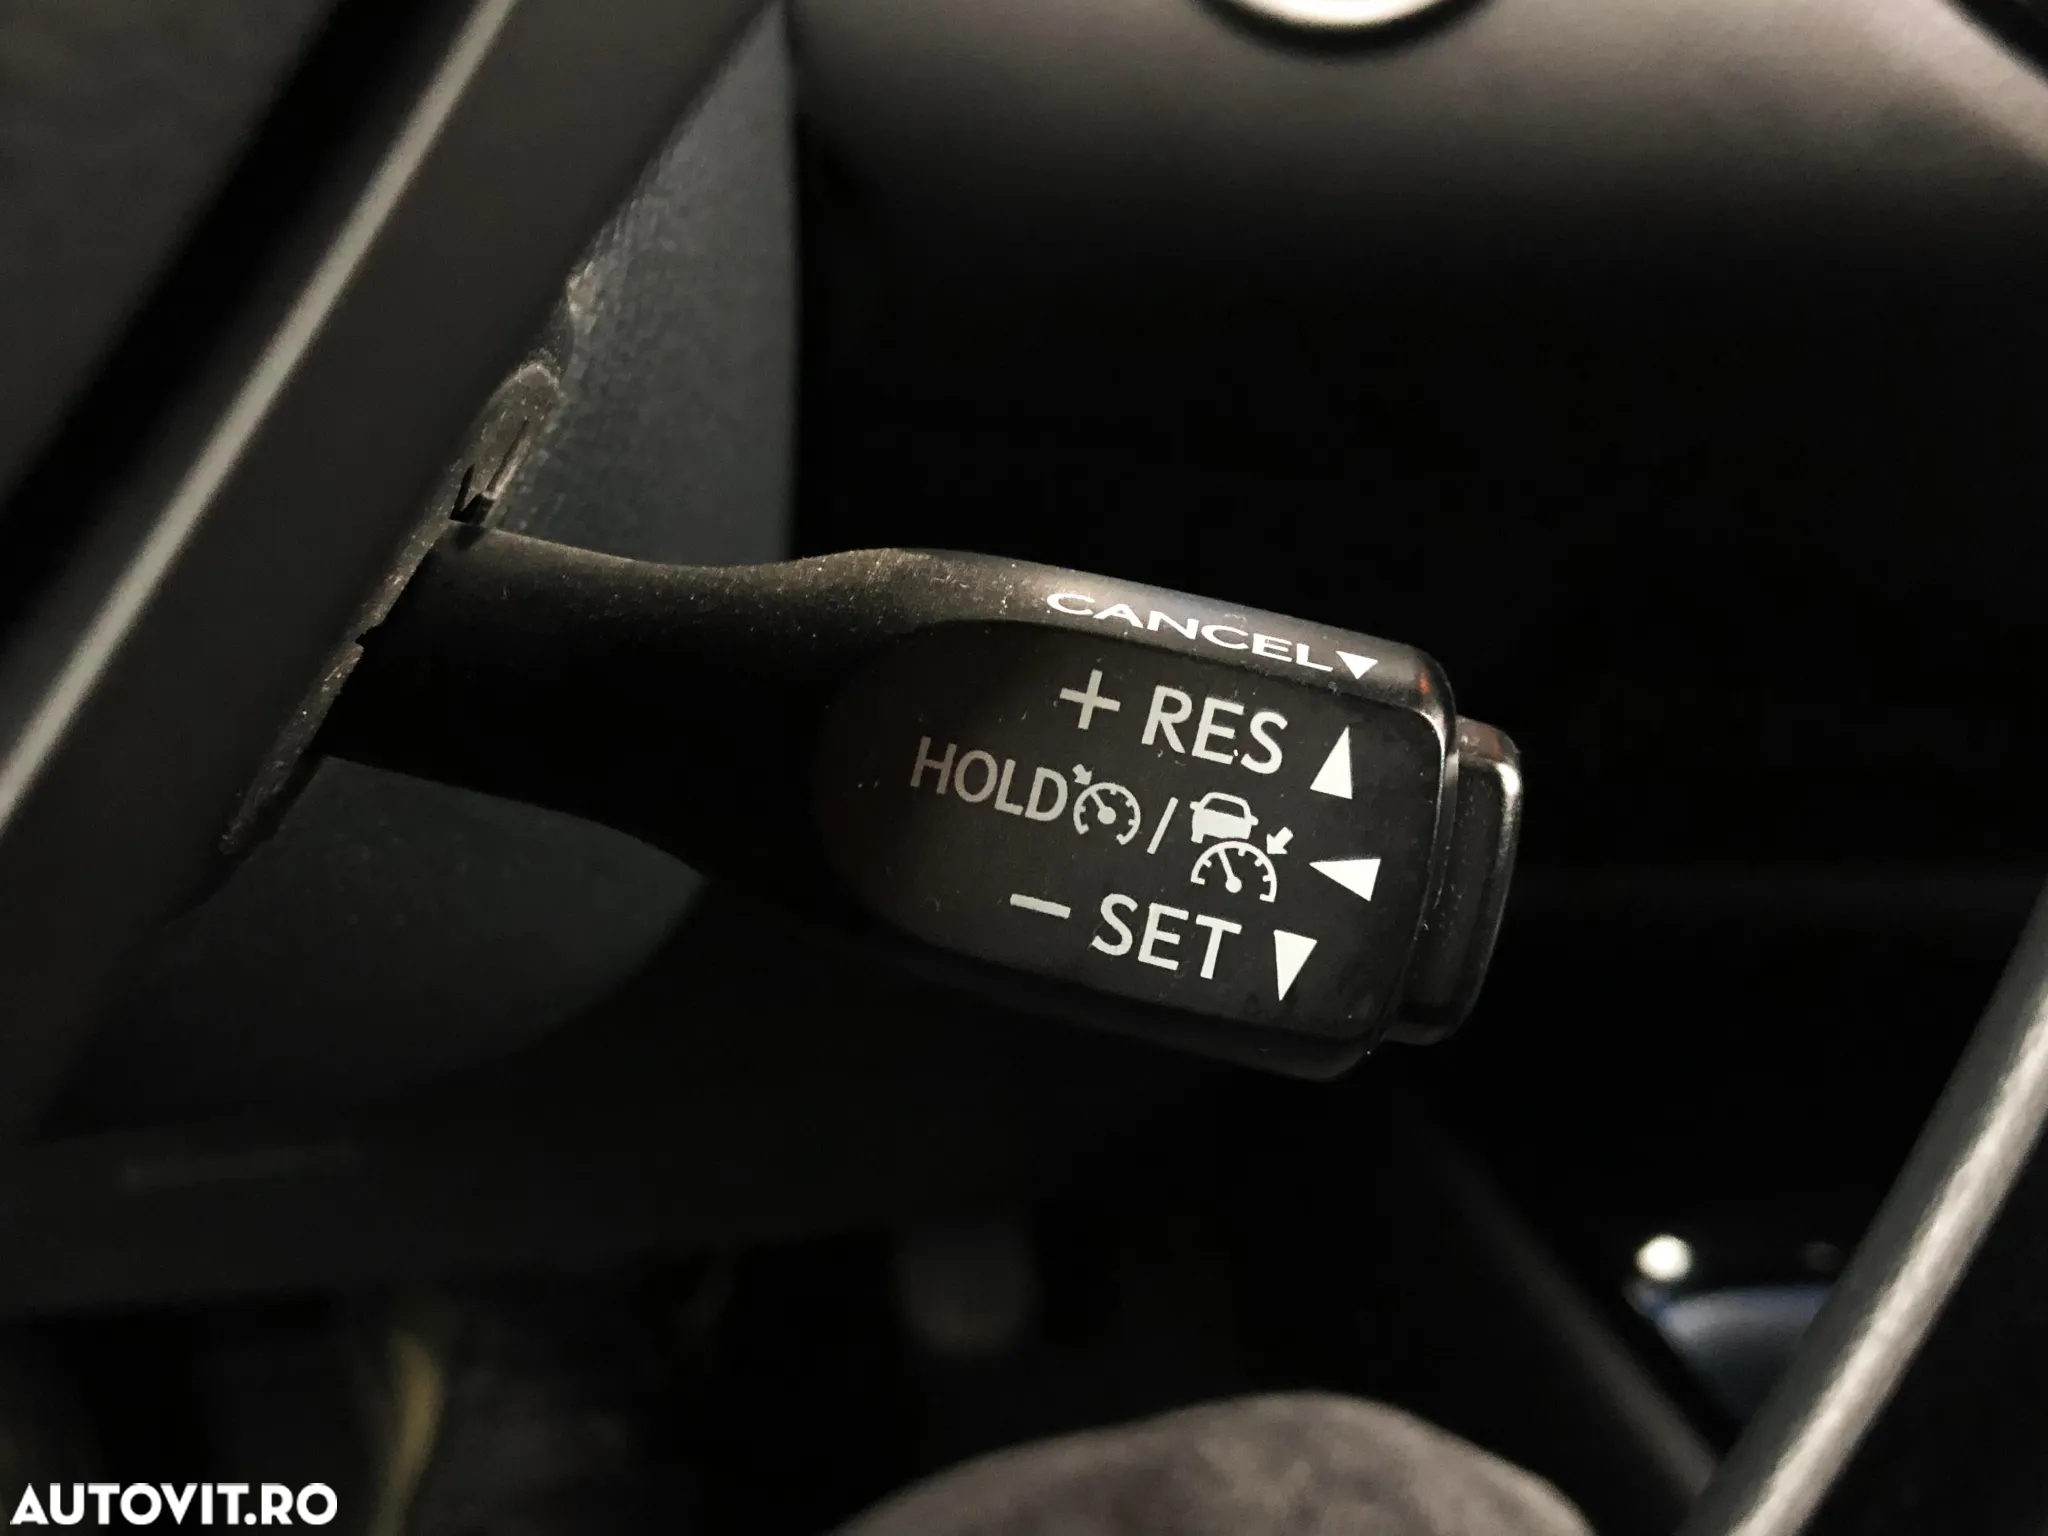 CANCEL
+ RES
HOLD /
- SET
AUTOVIT.RO